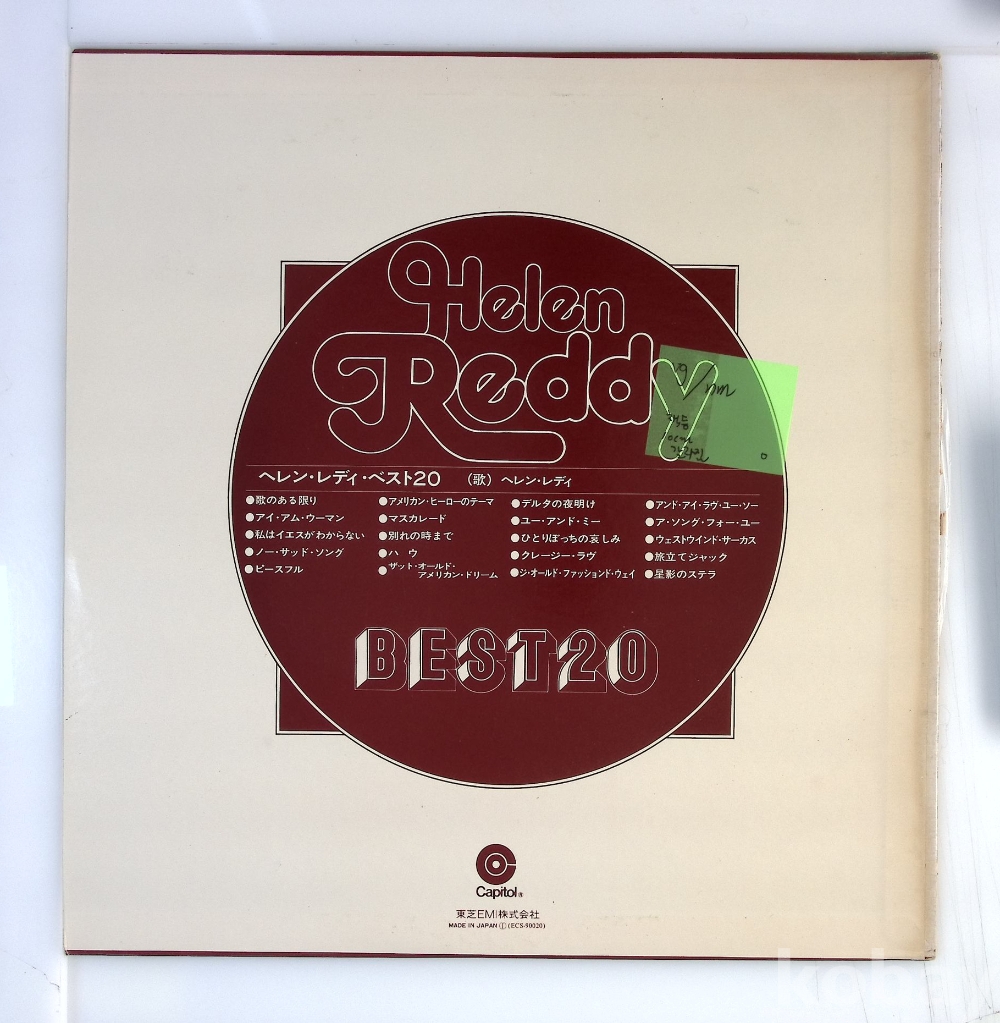 Helen
Reddy
g/nm
ヘレン・レディ・ベスト20 (歌) ヘレン・レディ
●歌のある限り
●アイ・アム・ウーマン
●私はイエスがわからない
●ノー・サッド・ソング
●ピースフル
●アメリカン・ヒーローのテーマ
●マスカレード
●別れの時まで
●ハウ
●ザット・オールド・
アメリカン・ドリーム
●デルタの夜明け
●ユー・アンド・ミー
●ひとりぼっちの哀しみ
●クレージー・ラヴ
●ジ・オールド・ファッションド・ウェイ
●アンド・アイ・ラヴ・ユー・ソー
●ア・ソング・フォー・ユー
●ウェストウインド・サーカス
●旅立てジャック
●星影のステラ
BEST20
Capitol®
東芝EMI株式会社
MADE IN JAPAN Ⓛ (ECS-90020)